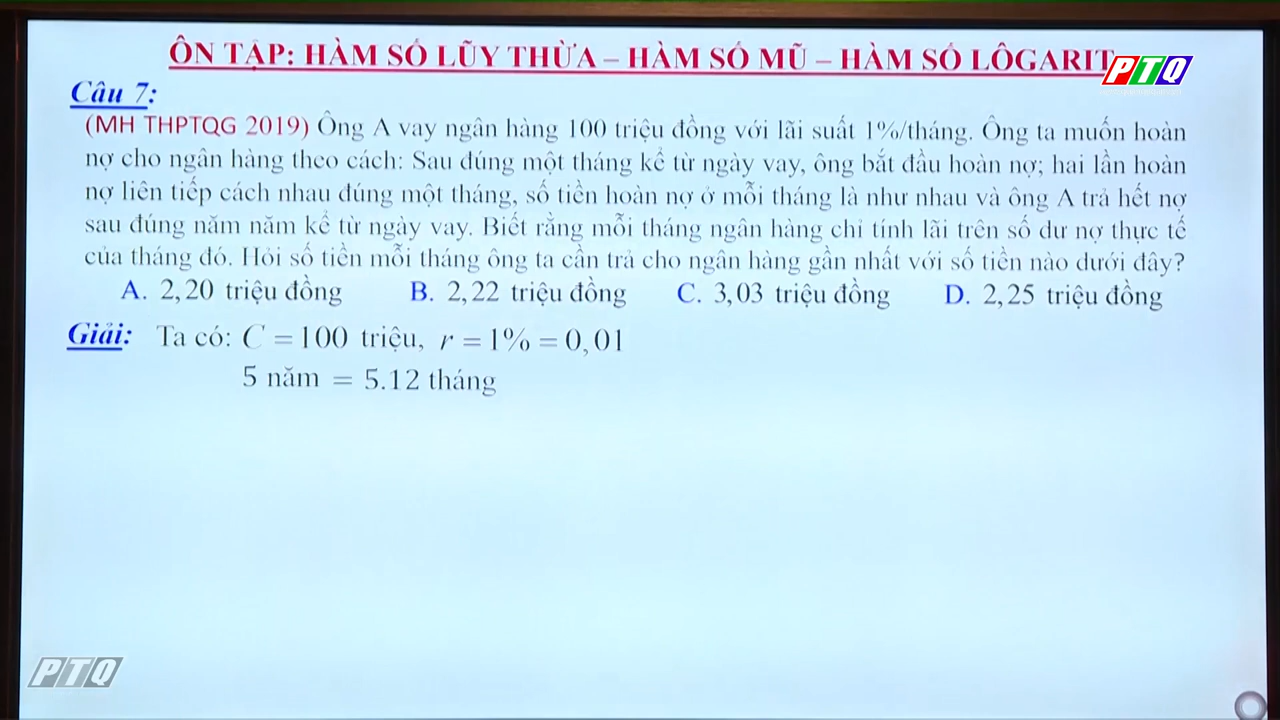 ÔN TẬP: HÀM SỐ LŨY THỪA – HÀM SỐ MŨ – HÀM SỐ LÔGARIT
PTQ
Câu 7:
(MH THPTQG 2019) Ông A vay ngân hàng 100 triệu đồng với lãi suất 1%/tháng. Ông ta muốn hoàn
nợ cho ngân hàng theo cách: Sau đúng một tháng kể từ ngày vay, ông bắt đầu hoàn nợ; hai lần hoàn
nợ liên tiếp cách nhau đúng một tháng, số tiền hoàn nợ ở mỗi tháng là như nhau và ông A trả hết nợ
sau đúng năm năm kể từ ngày vay. Biết rằng mỗi tháng ngân hàng chỉ tính lãi trên số dư nợ thực tế
của tháng đó. Hỏi số tiền mỗi tháng ông ta cần trả cho ngân hàng gần nhất với số tiền nào dưới đây?
A. 2,20 triệu đồng B. 2,22 triệu đồng C. 3,03 triệu đồng D. 2,25 triệu đồng
Giải: Ta có: C = 100 triệu, r = 1% = 0,01
5 năm = 5.12 tháng
PTQ